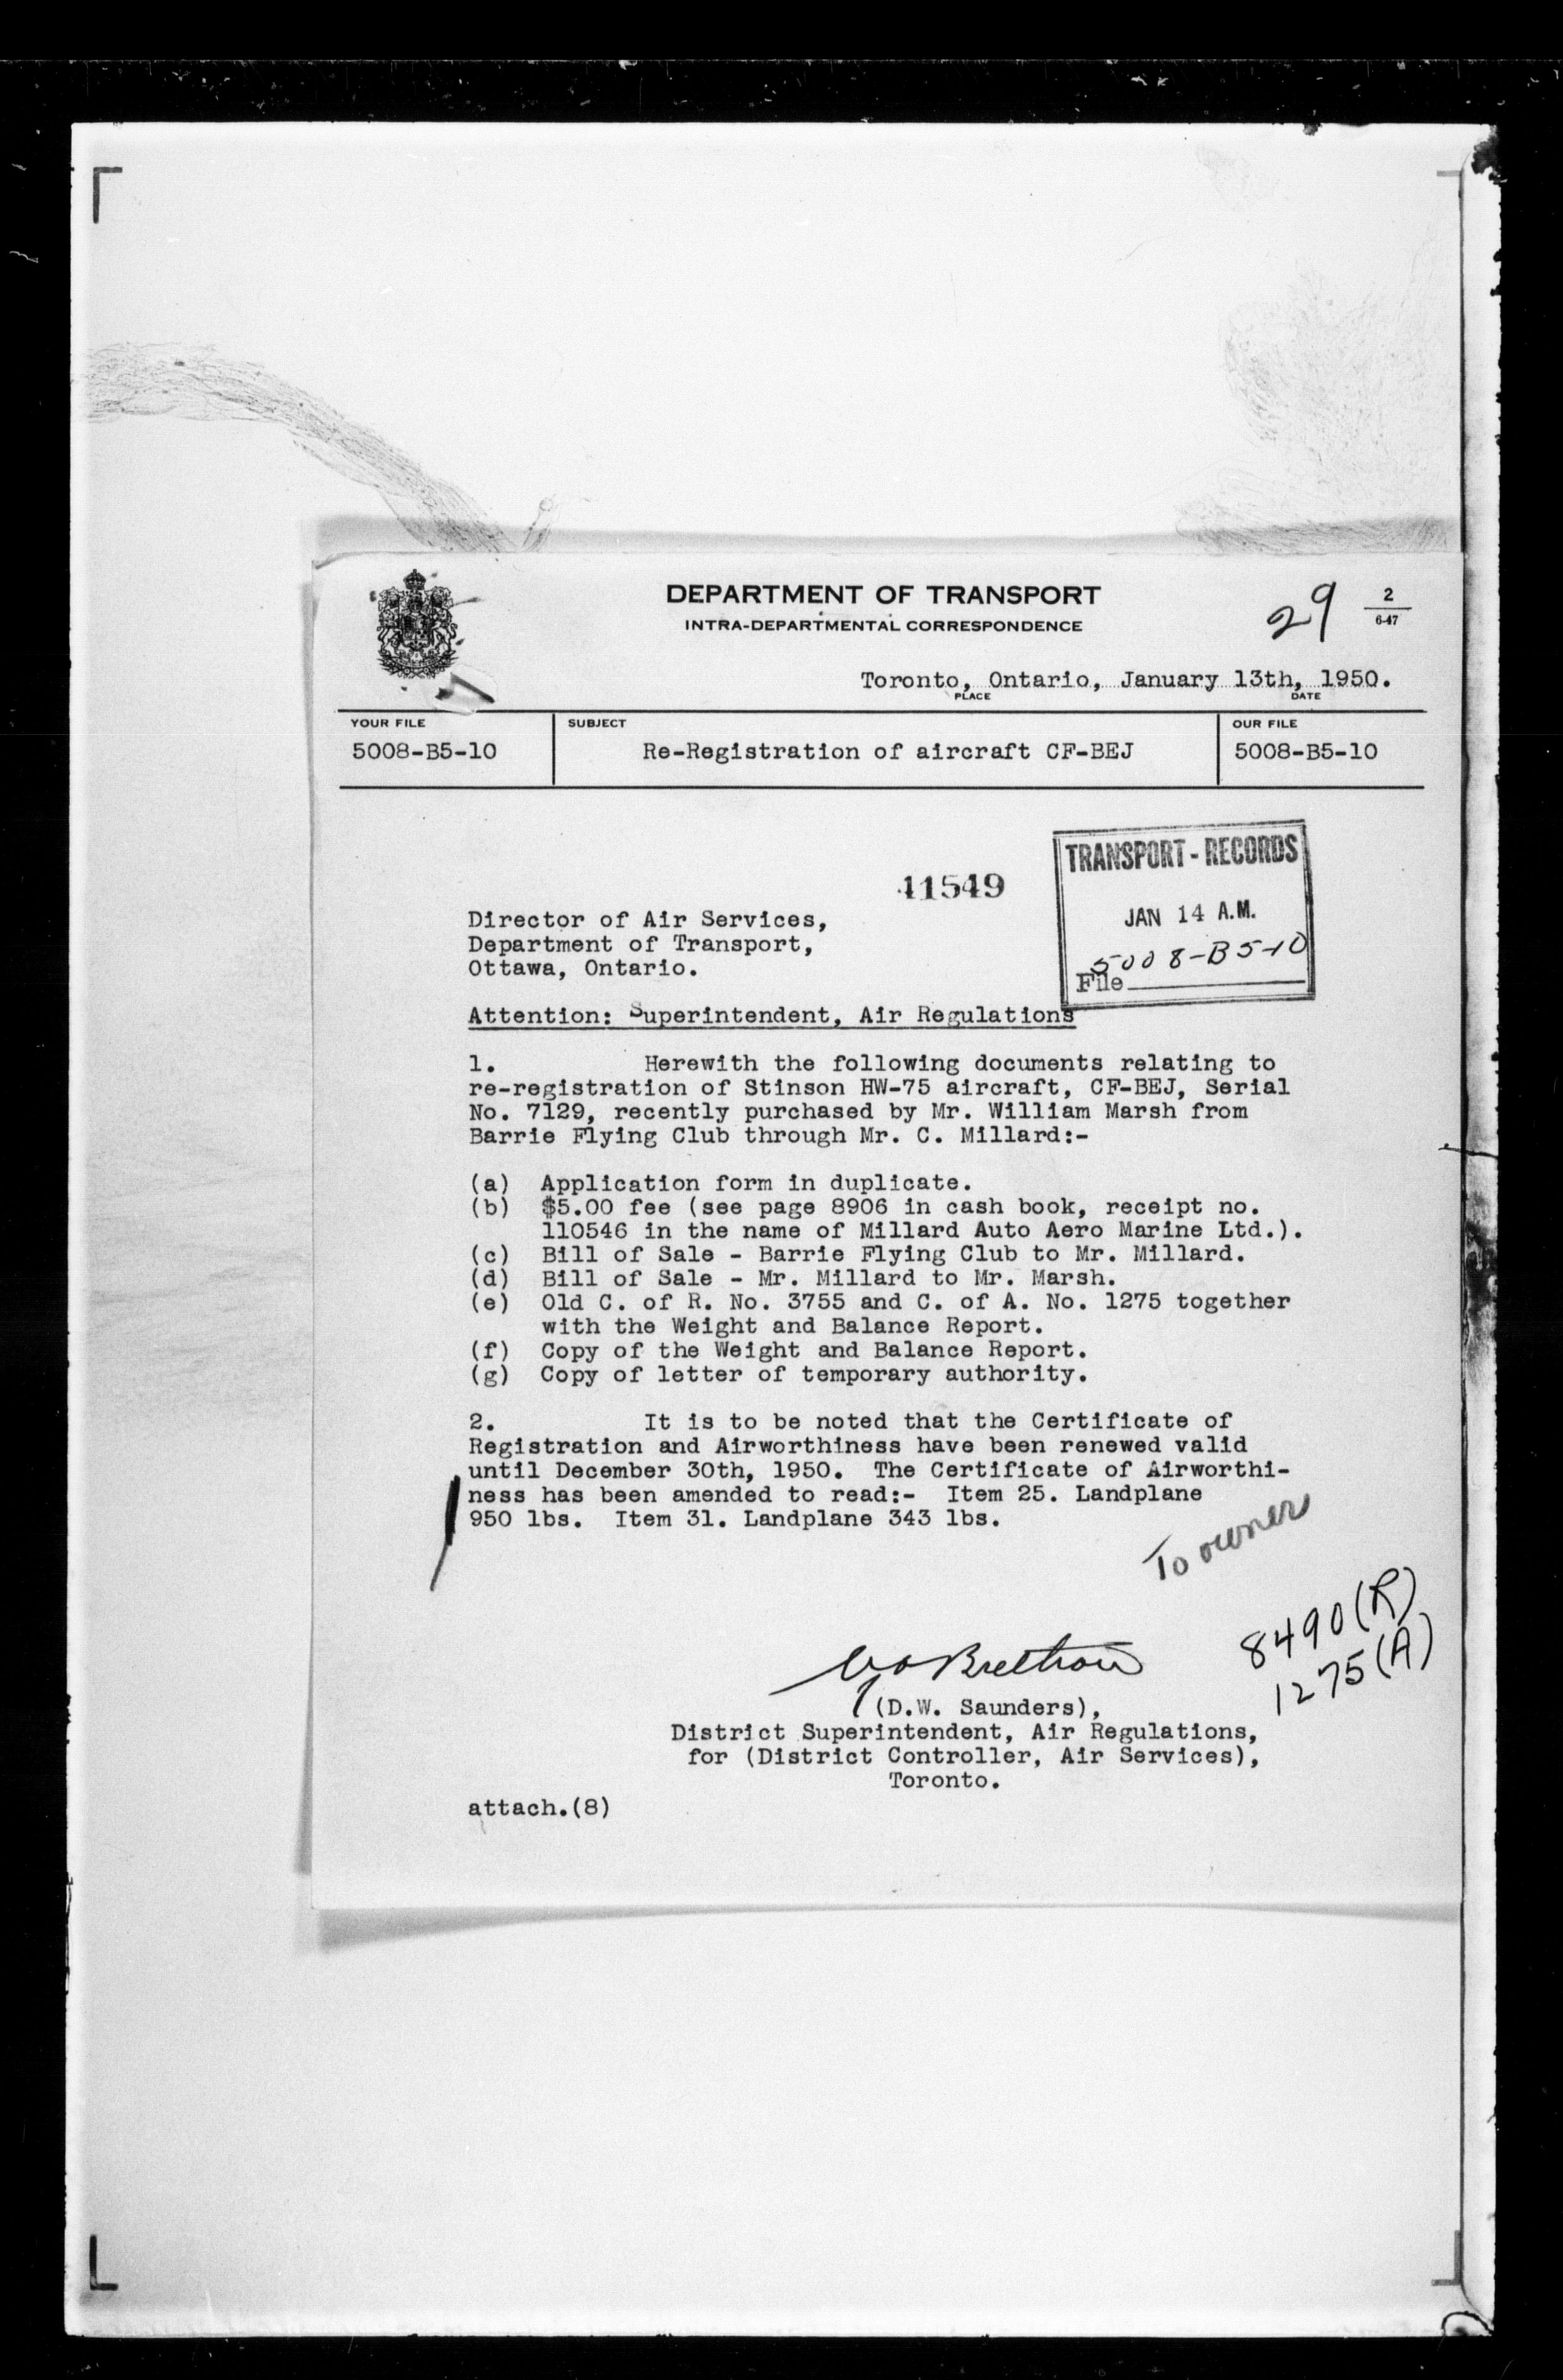 DEPARTMENT OF TRANSPORT
INTRA-DEPARTMENTAL CORRESPONDENCE
29
2
6-47
Toronto, Ontario, January 13th, 1950.
PLACE DATE
YOUR FILE SUBJECT OUR FILE
5008-B5-10 Re-Registration of aircraft CF-BEJ 5008-B5-10
TRANSPORT - RECORDS
JAN 14 A.M.
5008-B5-10
File
11549
Director of Air Services,
Department of Transport,
Ottawa, Ontario.
Attention: Superintendent, Air Regulations
1. Herewith the following documents relating to
re-registration of Stinson HW-75 aircraft, CF-BEJ, Serial
No. 7129, recently purchased by Mr. William Marsh from
Barrie Flying Club through Mr. C. Millard:-
(a) Application form in duplicate.
(b) $5.00 fee (see page 8906 in cash book, receipt no.
110546 in the name of Millard Auto Aero Marine Ltd.).
(c) Bill of Sale - Barrie Flying Club to Mr. Millard.
(d) Bill of Sale - Mr. Millard to Mr. Marsh.
(e) Old C. of R. No. 3755 and C. of A. No. 1275 together
with the Weight and Balance Report.
(f) Copy of the Weight and Balance Report.
(g) Copy of letter of temporary authority.
2. It is to be noted that the Certificate of
Registration and Airworthiness have been renewed valid
until December 30th, 1950. The Certificate of Airworthi-
ness has been amended to read:- Item 25. Landplane
950 lbs. Item 31. Landplane 343 lbs.
To owner
8490(R)
1275(A)
(D.W. Saunders),
District Superintendent, Air Regulations,
for (District Controller, Air Services),
Toronto.
attach.(8)